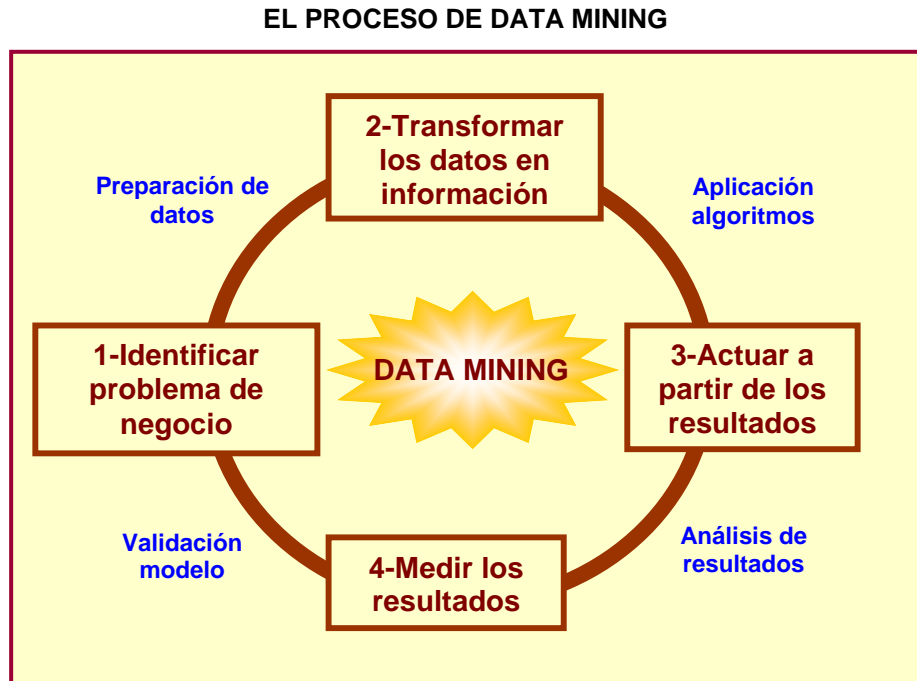 EL PROCESO DE DATA MINING
2-Transformar
los datos en
información
Preparación de
datos
Aplicación
algoritmos
1-Identificar
problema de
negocio
DATA MINING
3-Actuar a
partir de los
resultados
Validación
modelo
4-Medir los
resultados
Análisis de
resultados